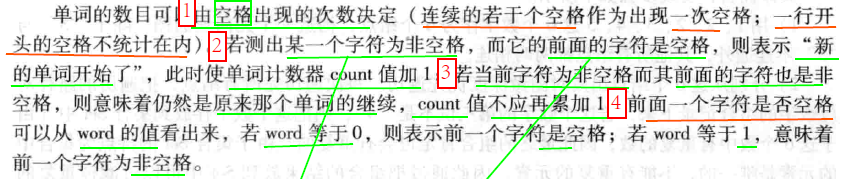 单词的数目可以1由空格出现的次数决定（连续的若干个空格作为出现一次空格；一行开
头的空格不统计在内）2若测出某一个字符为非空格，而它的前面的字符是空格，则表示“新
的单词开始了”，此时使单词计数器 count 值加 1 3若当前字符为非空格而其前面的字符也是非
空格，则意味着仍然是原来那个单词的继续，count 值不应再累加 1 4前面一个字符是否空格
可以从 word 的值看出来，若 word 等于 0，则表示前一个字符是空格；若 word 等于 1，意味着
前一个字符为非空格。